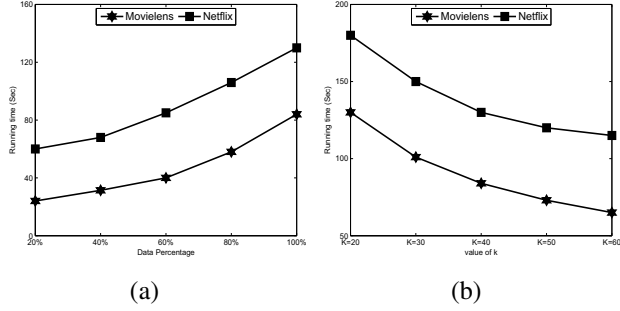 160
Movielens Netflix
120
80
40
0
Running time (Sec)
20% 40% 60% 80% 100%
Data Percentage
(a)
200
Movielens Netflix
150
100
50
Running time (Sec)
K=20 K=30 K=40 K=50 K=60
value of k
(b)